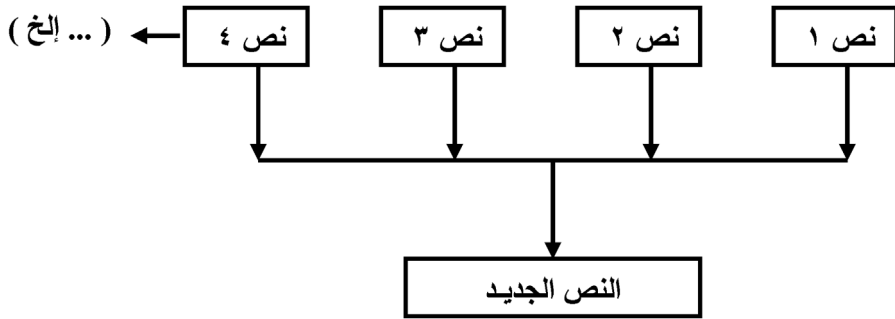 نص ١
نص ٢
نص ٣
نص ٤
( ... إلخ )
النص الجديد